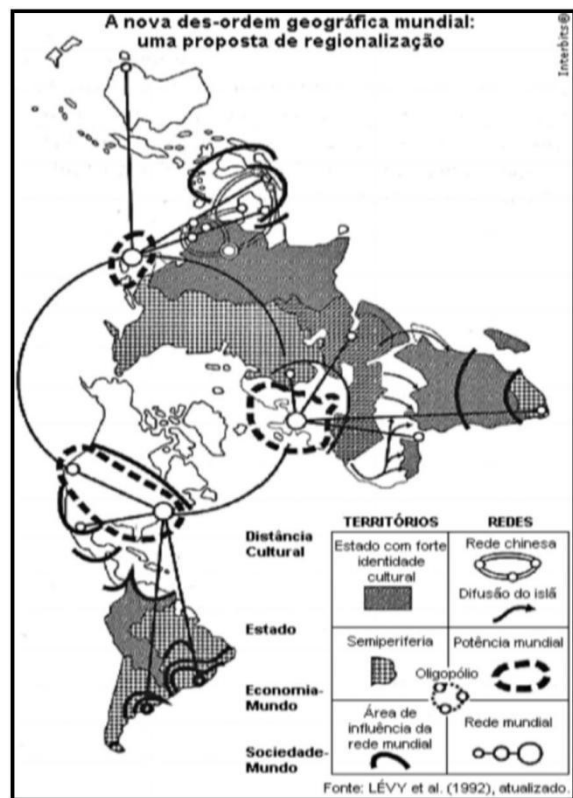 A nova des-ordem geográfica mundial:
uma proposta de regionalização
Interbits®
TERRITÓRIOS
REDES
Distância
Cultural
Estado com forte
identidade
cultural
Rede chinesa
Difusão do islã
Estado
Semiperiferia
Potência mundial
Oligopólio
Economia-
Mundo
Área de
influência da
rede mundial
Rede mundial
Sociedade-
Mundo
Fonte: LÉVY et al. (1992), atualizado.